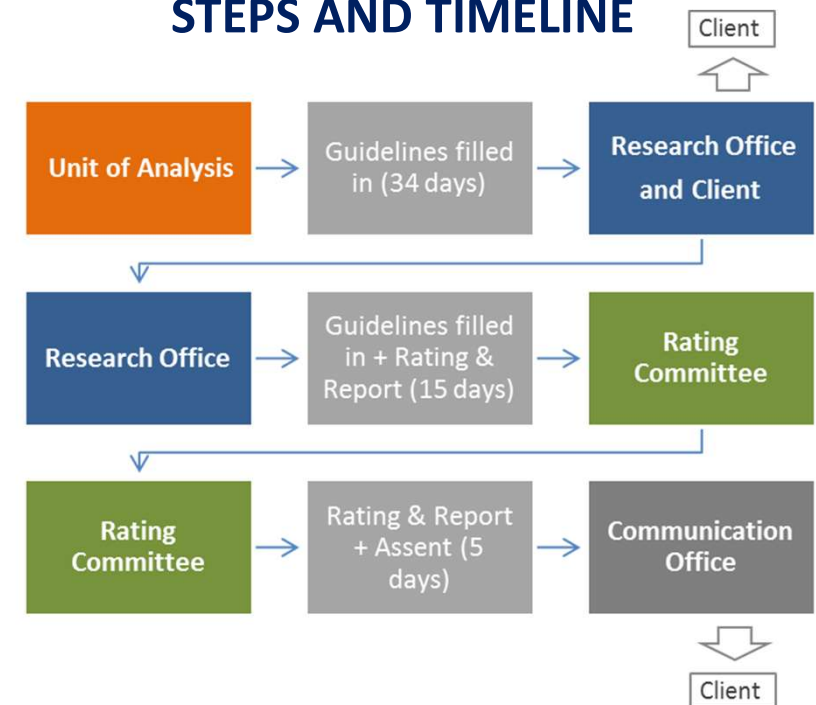 STEPS AND TIMELINE
Client
Unit of Analysis
Guidelines filled
in (34 days)
Research Office
and Client
Research Office
Guidelines filled
in + Rating &
Report (15 days)
Rating
Committee
Rating
Committee
Rating & Report
+ Assent (5
days)
Communication
Office
Client